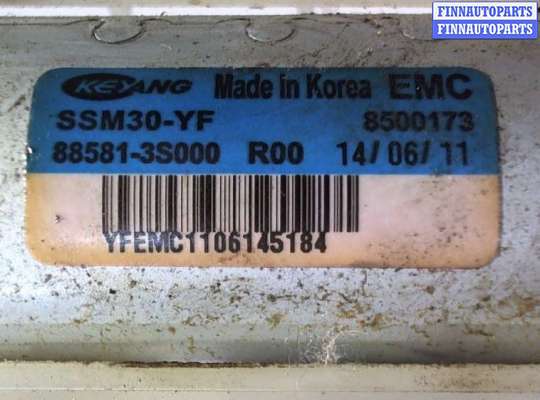 FINNAUTOPARTS
FINNAUTOPARTS
KEYANG Made in Korea EMC
SSM30-YF 8500173
88581-3S000 R00 14/06/11
YFEMC1106145184